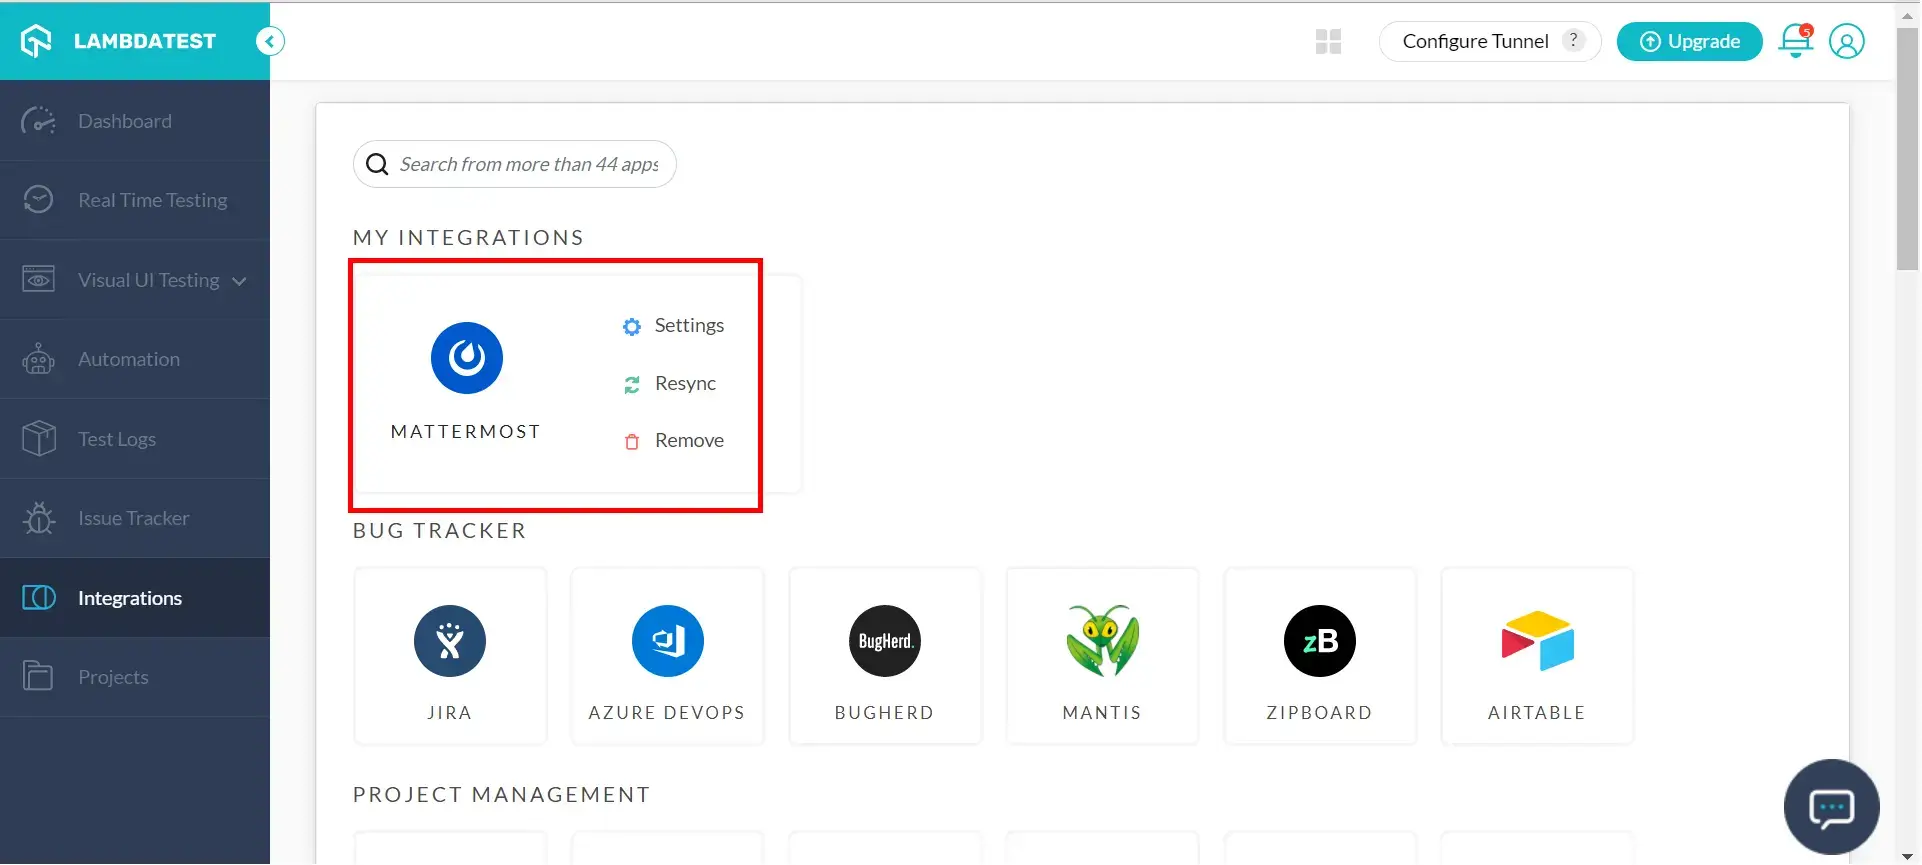 LAMBDATEST
Configure Tunnel ?
Upgrade
5
Dashboard
Real Time Testing
Visual UI Testing
Automation
Test Logs
Issue Tracker
Integrations
Projects
Search from more than 44 apps
MY INTEGRATIONS
MATTERMOST
Settings
Resync
Remove
BUG TRACKER
JIRA
AZURE DEVOPS
BugHerd.
BUGHERD
MANTIS
zB
ZIPBOARD
AIRTABLE
PROJECT MANAGEMENT